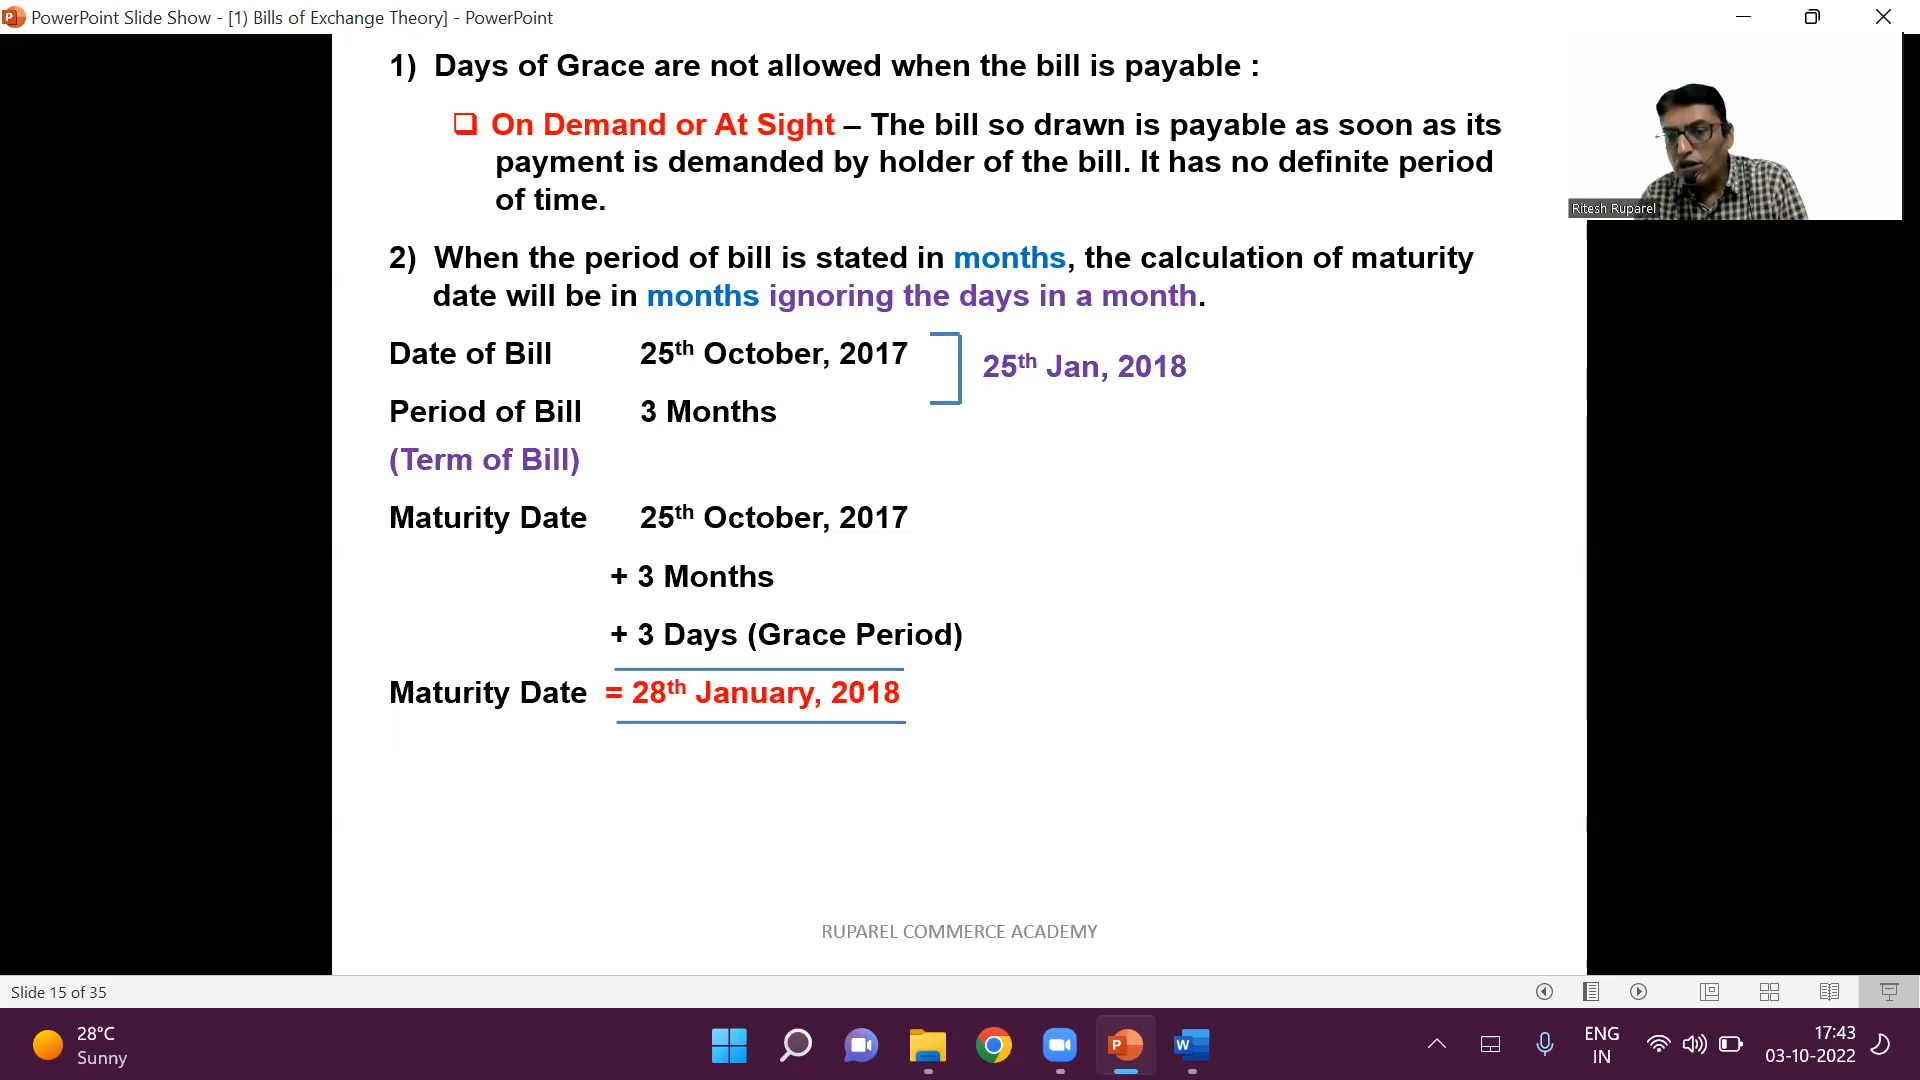 PowerPoint Slide Show - [1) Bills of Exchange Theory] - PowerPoint
1) Days of Grace are not allowed when the bill is payable :
❑ On Demand or At Sight – The bill so drawn is payable as soon as its
payment is demanded by holder of the bill. It has no definite period
of time.
Ritesh Ruparel
2) When the period of bill is stated in months, the calculation of maturity
date will be in months ignoring the days in a month.
Date of Bill 25th October, 2017
25th Jan, 2018
Period of Bill 3 Months
(Term of Bill)
Maturity Date 25th October, 2017
+ 3 Months
+ 3 Days (Grace Period)
Maturity Date = 28th January, 2018
RUPAREL COMMERCE ACADEMY
Slide 15 of 35
28°C
Sunny
ENG
IN
17:43
03-10-2022